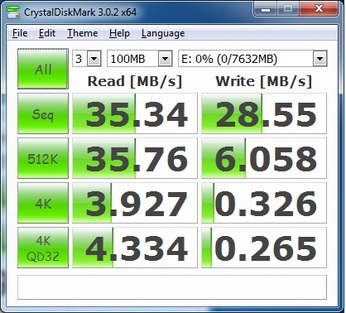 CrystalDiskMark 3.0.2 x64
File Edit Theme Help Language
All 3 100MB E: 0% (0/7632MB)
Read [MB/s] Write [MB/s]
Seq 35.34 28.55
512K 35.76 6.058
4K 3.927 0.326
4K QD32 4.334 0.265